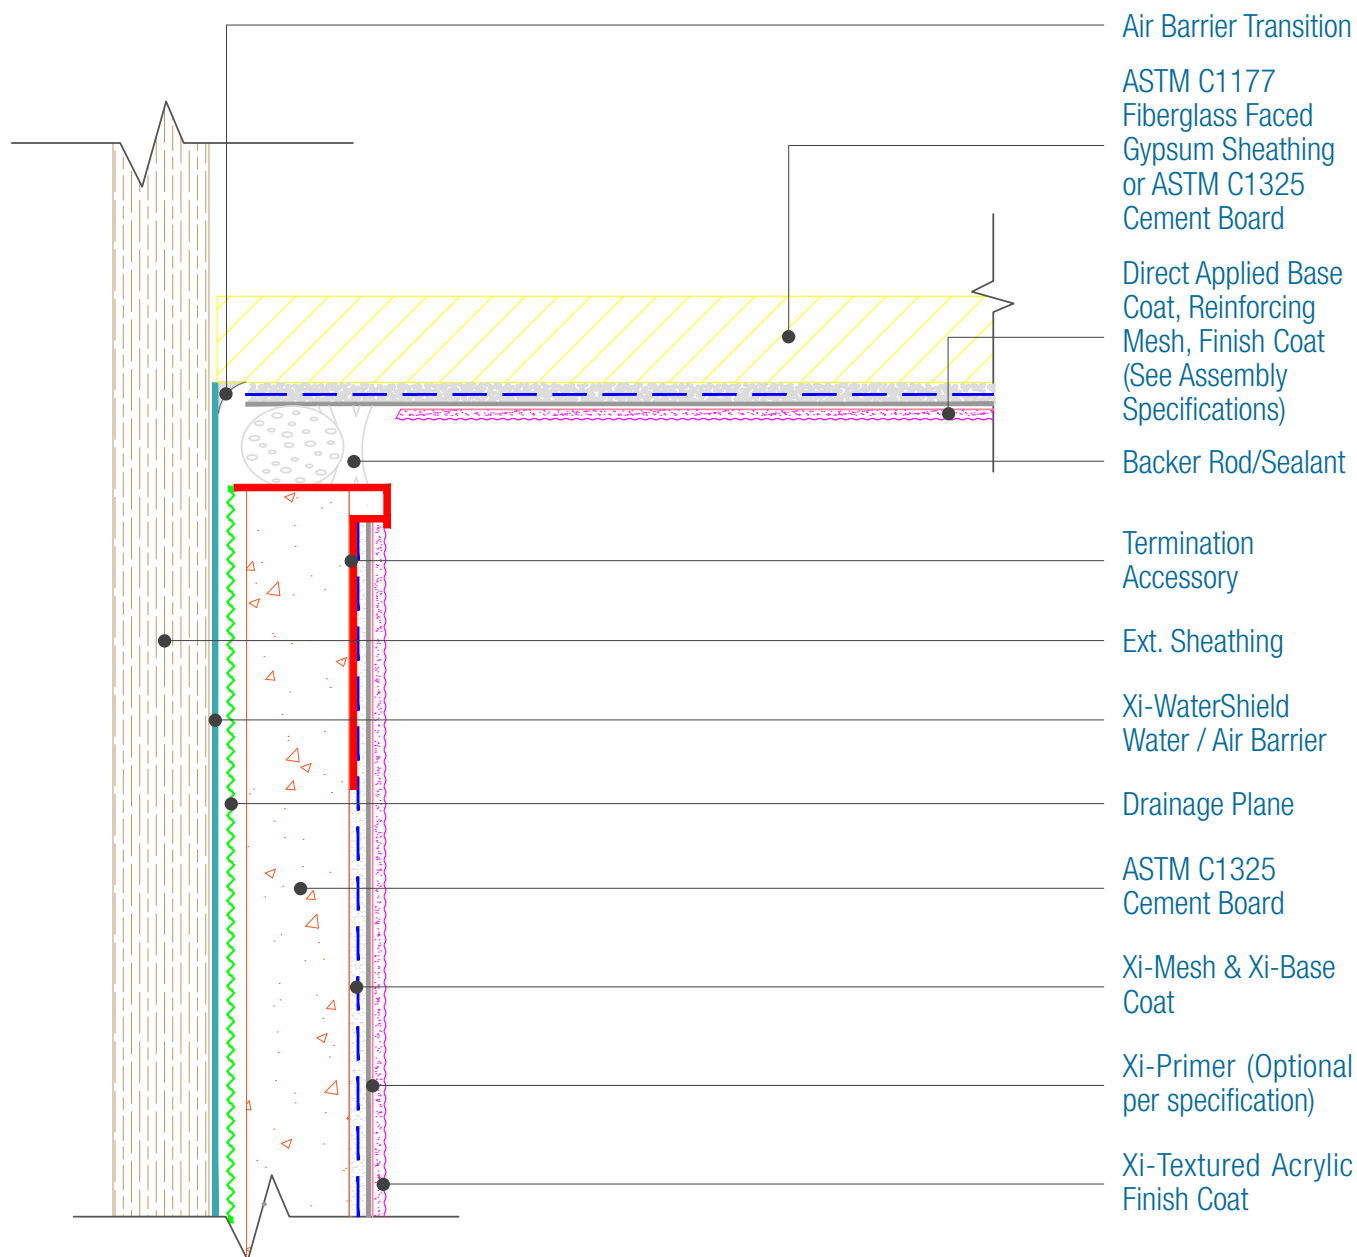 Air Barrier Transition
ASTM C1177
Fiberglass Faced
Gypsum Sheathing
or ASTM C1325
Cement Board
Direct Applied Base
Coat, Reinforcing
Mesh, Finish Coat
(See Assembly
Specifications)
Backer Rod/Sealant
Termination
Accessory
Ext. Sheathing
Xi-WaterShield
Water / Air Barrier
Drainage Plane
ASTM C1325
Cement Board
Xi-Mesh & Xi-Base
Coat
Xi-Primer (Optional
per specification)
Xi-Textured Acrylic
Finish Coat